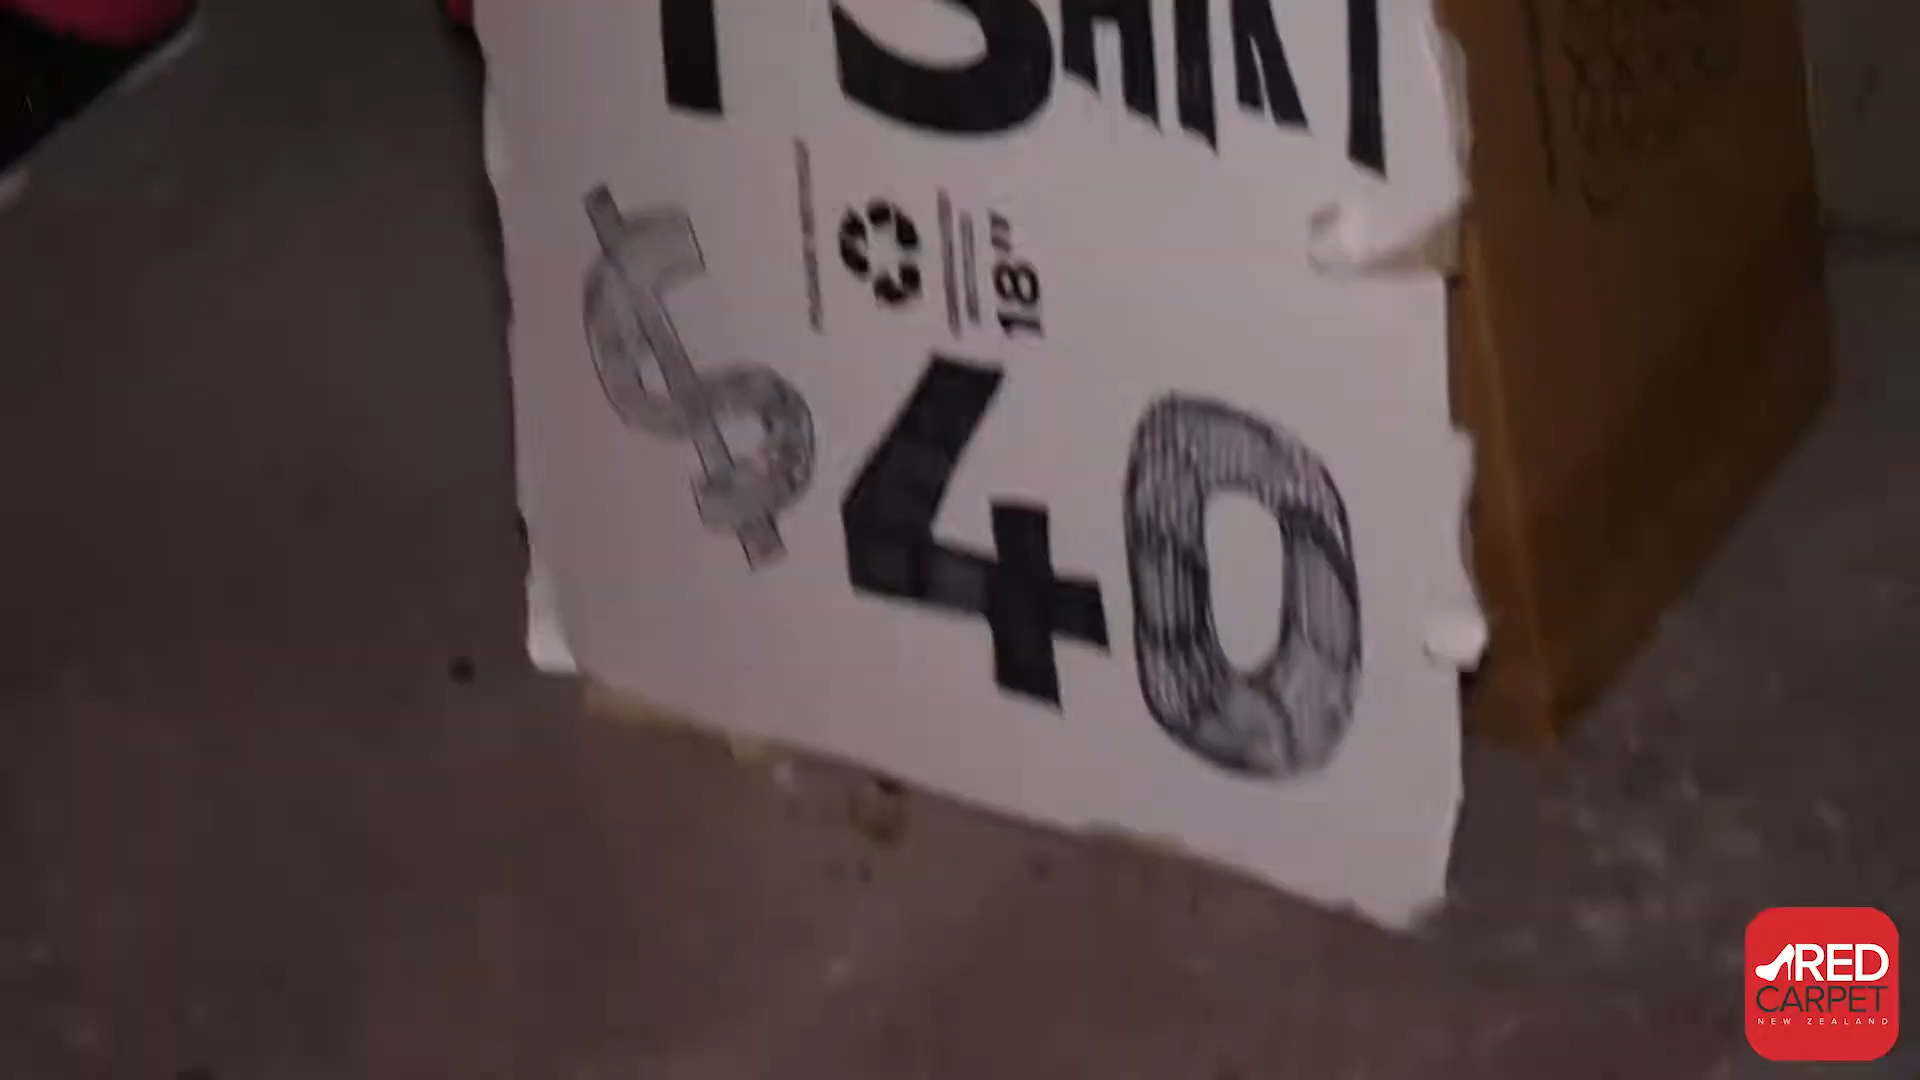 T SHIRT
18"
$40
RED
CARPET
NEW ZEALAND